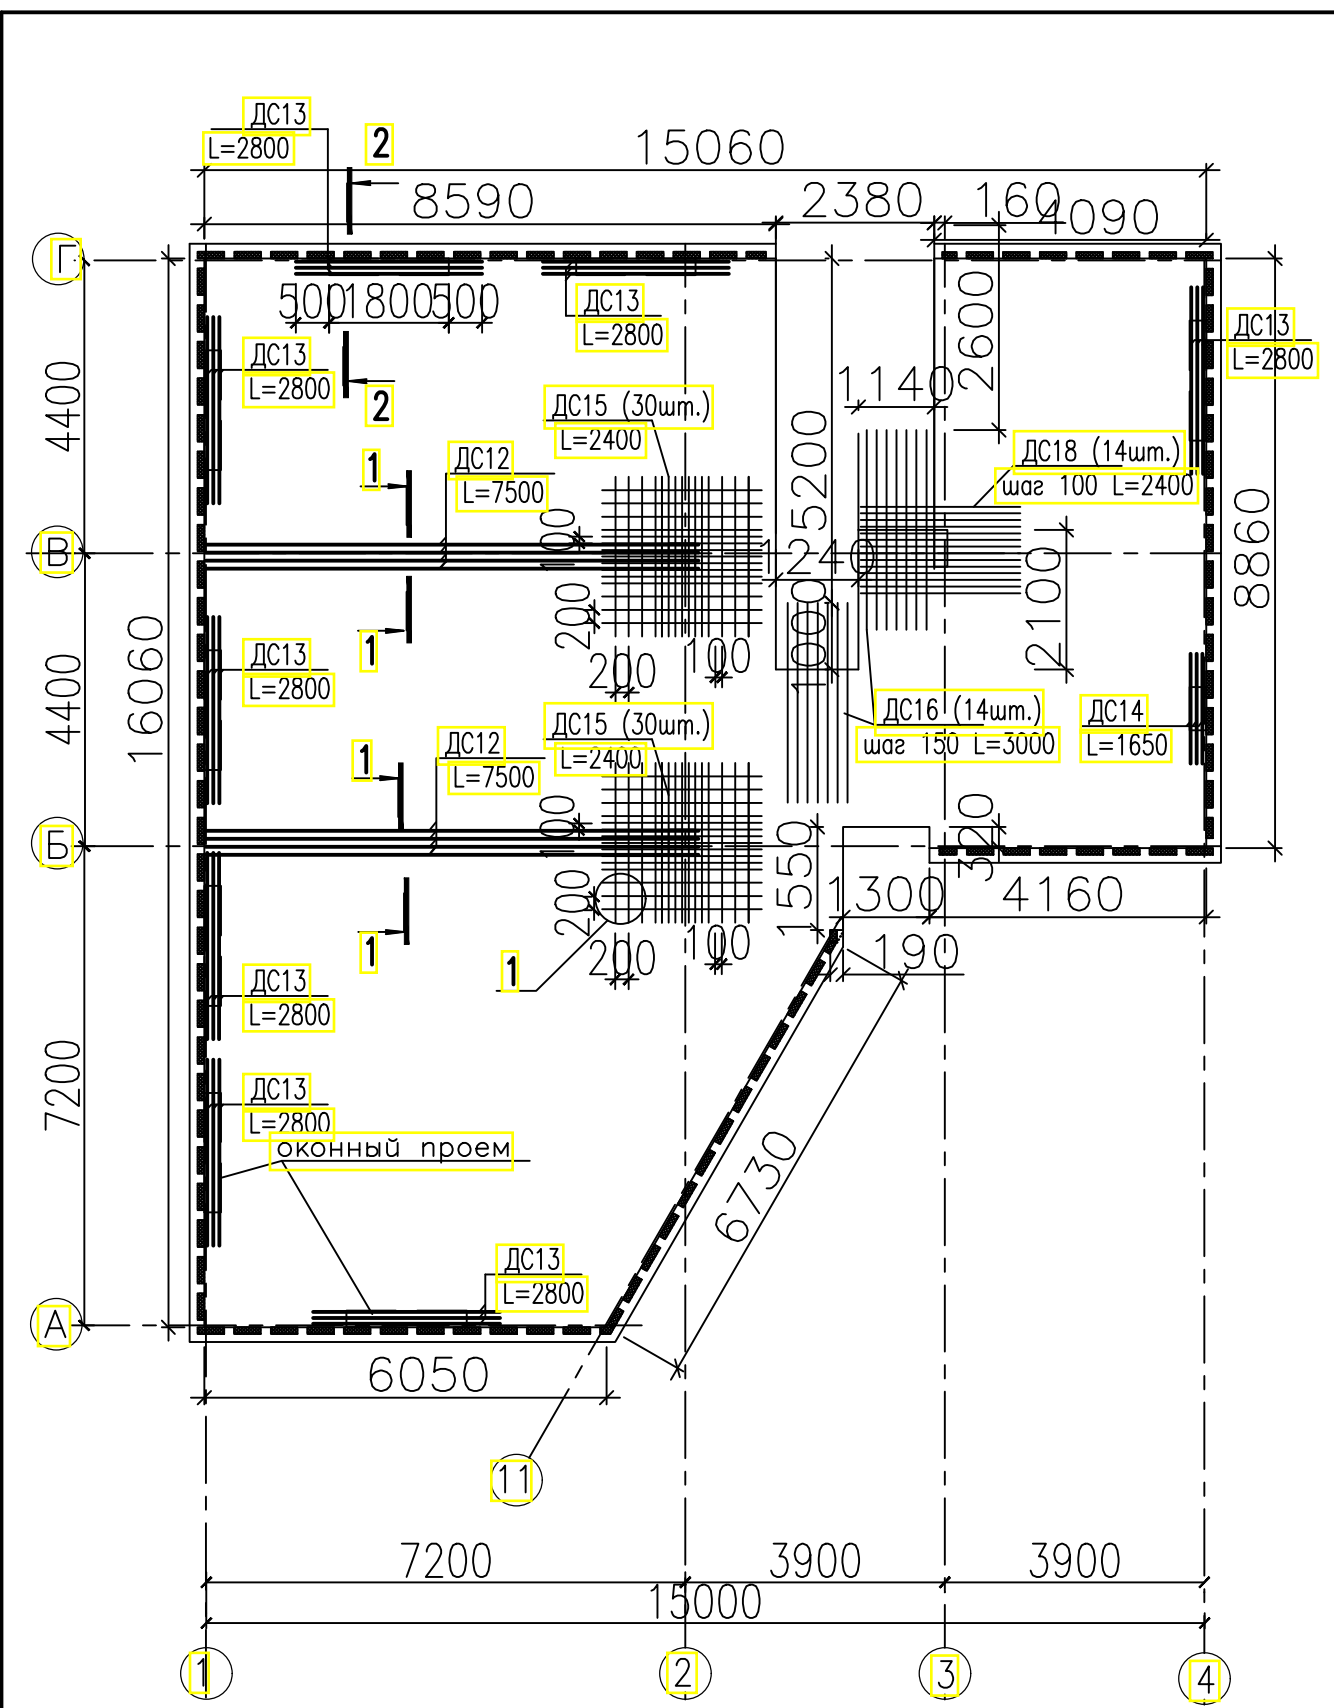 ДС13
L=2800
2
15060
8590
2380
160
4090
Г
500
1800
500
ДС13
L=2800
2600
ДС13
L=2800
ДС13
L=2800
2
1140
4400
ДС15 (30шт.)
L=2400
5200
ДС18 (14шт.)
шаг 100 L=2400
1
ДС12
L=7500
100
В
1240
8860
200
1000
2100
1
ДС13
L=2800
200
100
4400
16060
ДС15 (30шт.)
L=2400
ДС16 (14шт.)
шаг 150 L=3000
ДС14
L=1650
1
ДС12
L=7500
100
Б
1550
320
200
1300
4160
1
200
100
190
1
ДС13
L=2800
7200
ДС13
L=2800
оконный проем
6730
ДС13
L=2800
А
6050
11
7200
3900
3900
15000
1
2
3
4